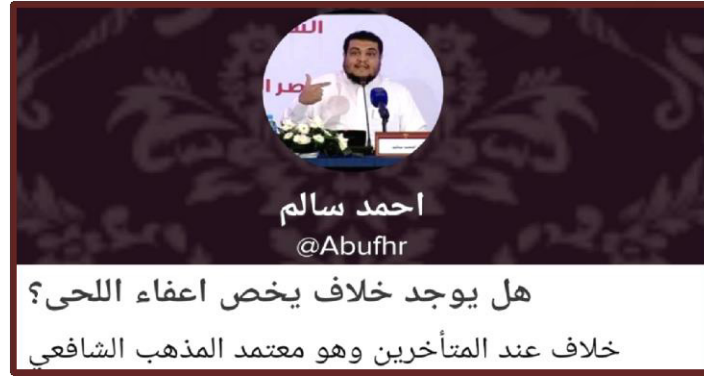 احمد سالم
@Abufhr
هل يوجد خلاف يخص اعفاء اللحى؟
خلاف عند المتأخرين وهو معتمد المذهب الشافعي